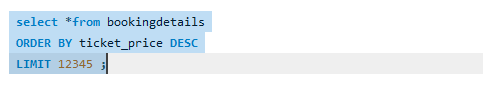 select *from bookingdetails
ORDER BY ticket_price DESC
LIMIT 12345 ;